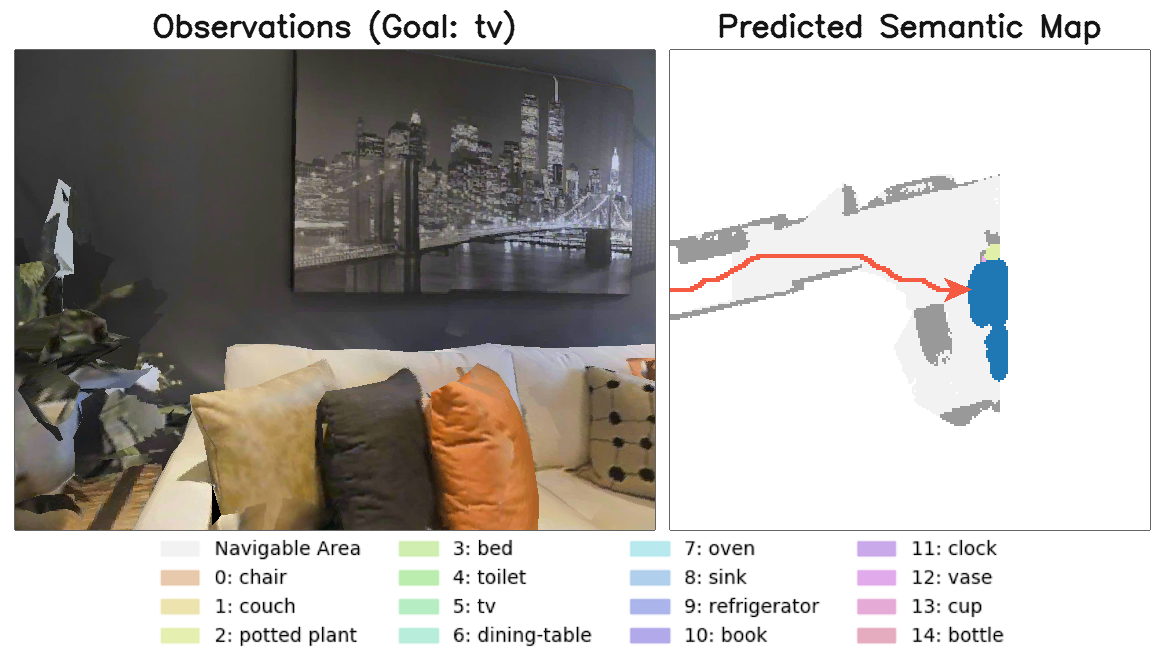 Observations (Goal: tv)
Predicted Semantic Map
Navigable Area
0: chair
1: couch
2: potted plant
3: bed
4: toilet
5: tv
6: dining-table
7: oven
8: sink
9: refrigerator
10: book
11: clock
12: vase
13: cup
14: bottle